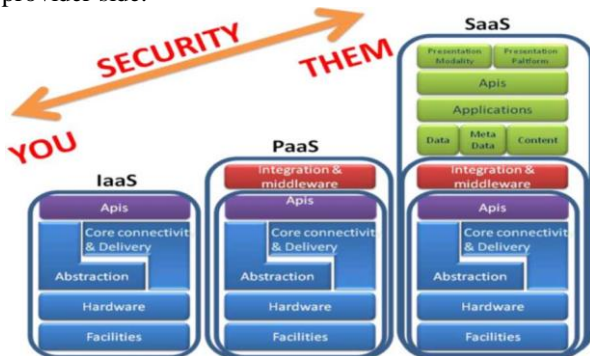 provider side.
SECURITY
YOU
THEM
IaaS
Apis
Core connectivit
& Delivery
Abstraction
Hardware
Facilities
PaaS
Integration &
middleware
Apis
Core connectivit
& Delivery
Abstraction
Hardware
Facilities
SaaS
Presentation
Modality
Presentation
Paltform
Apis
Applications
Data
Meta
Data
Content
Integration &
middleware
Apis
Core connectivit
& Delivery
Abstraction
Hardware
Facilities